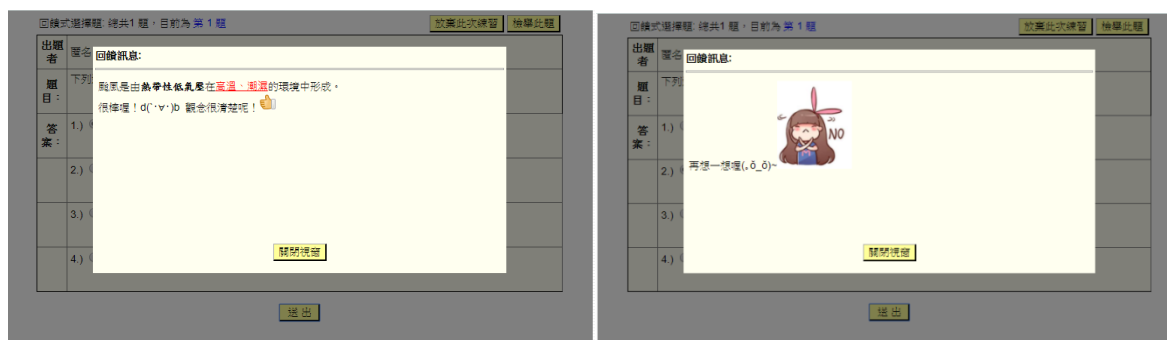 回饋式選擇題: 總共1 題，目前為 第 1 題
放棄此次練習
檢舉此題
出題者
匿名
回饋訊息:
題目：
下列
颱風是由熱帶性低氣壓在高溫、潮濕的環境中形成。
很棒喔！d(`･∀･)b 觀念很清楚呢！
答案：
1.)
2.)
3.)
4.)
關閉視窗
送出
回饋式選擇題: 總共1 題，目前為 第 1 題
放棄此次練習
檢舉此題
出題者
匿名
回饋訊息:
題目：
下列
答案：
1.)
NO
再想一想喔(｡ŏ_ŏ)~
2.)
3.)
4.)
關閉視窗
送出